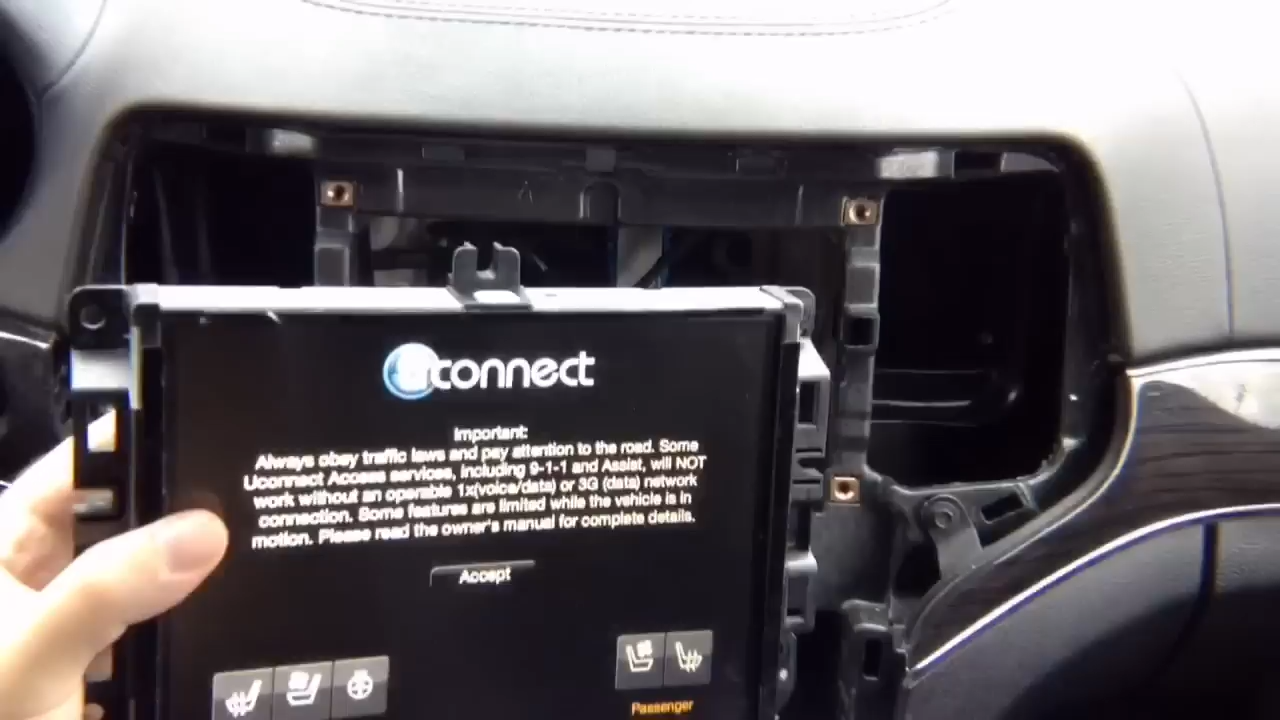 uconnect
Important:
Always obey traffic laws and pay attention to the road. Some
Uconnect Access services, including 9-1-1 and Assist, will NOT
work without an operable 1x(voice/data) or 3G (data) network
connection. Some features are limited while the vehicle is in
motion. Please read the owner's manual for complete details.
Accept
Passenger